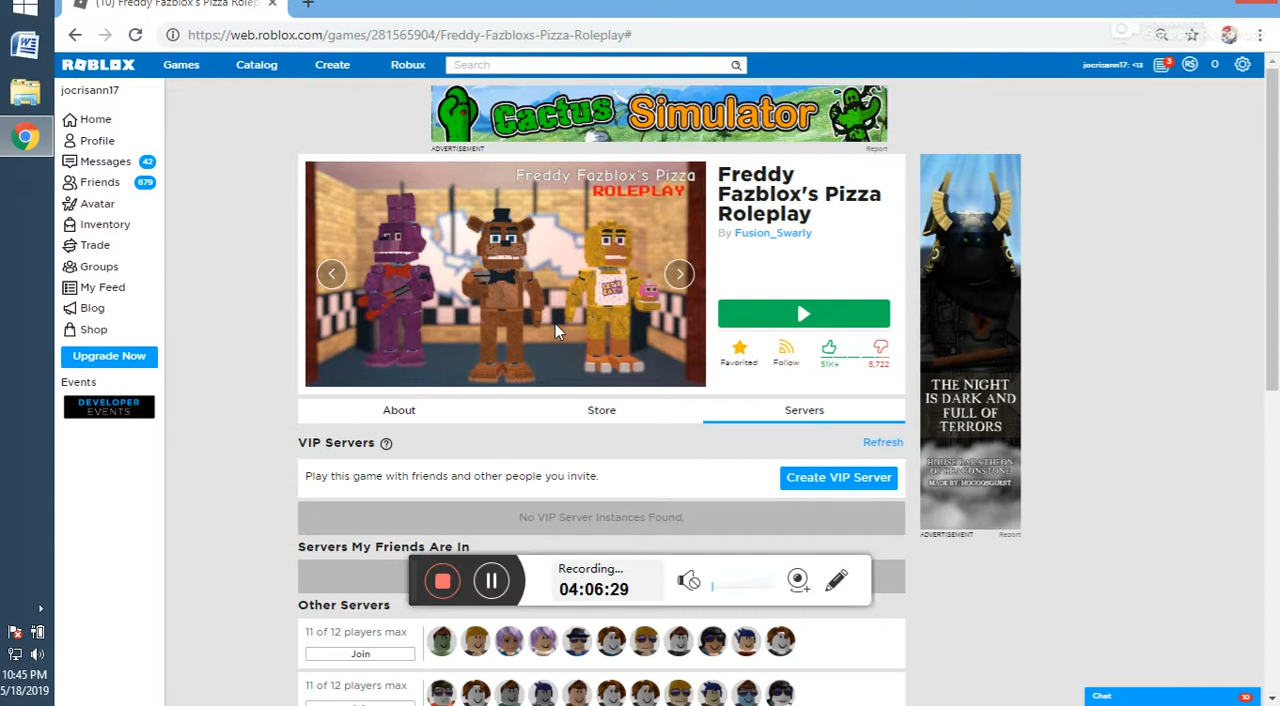 (10) Freddy Fazblox's Pizza Role
https://web.roblox.com/games/281565904/Freddy-Fazbloxs-Pizza-Roleplay#
ROBLOX
Games
Catalog
Create
Robux
Search
jocrisann17: <13
3
0
jocrisann17
Home
Profile
Messages 42
Friends 679
Avatar
Inventory
Trade
Groups
My Feed
Blog
Shop
Upgrade Now
Events
DEVELOPER
EVENTS
Cactus Simulator
ADVERTISEMENT
Report
Freddy Fazblox's Pizza
ROLEPLAY
Freddy
Fazblox's Pizza
Roleplay
By Fusion_Swarly
Favorited
Follow
51K+
8,722
About
Store
Servers
VIP Servers
Refresh
Play this game with friends and other people you invite.
Create VIP Server
No VIP Server Instances Found.
Servers My Friends Are In
Recording...
04:06:29
Other Servers
11 of 12 players max
Join
11 of 12 players max
THE NIGHT
IS DARK AND
FULL OF
TERRORS
HOUSE BARATHEON
OF DRAGONSTONE
ADVERTISEMENT
Report
10:45 PM
5/18/2019
Chat
10